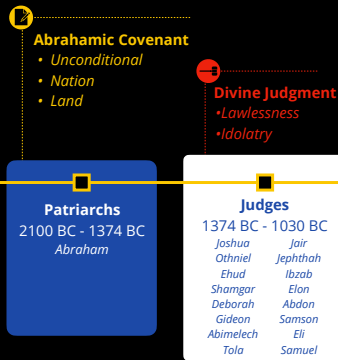 Abrahamic Covenant
• Unconditional
• Nation
• Land
Divine Judgment
•Lawlessness
•Idolatry
Patriarchs
2100 BC - 1374 BC
Abraham
Judges
1374 BC - 1030 BC
Joshua Jair
Othniel Jephthah
Ehud Ibzab
Shamgar Elon
Deborah Abdon
Gideon Samson
Abimelech Eli
Tola Samuel